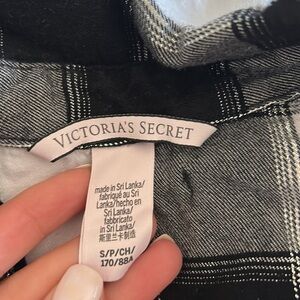 VICTORIA'S SECRET
made in Sri Lanka/
fabriqué au Sri
Lanka/hecho en
Sri Lanka/
fabbricato
in Sri Lanka/
斯里兰卡制造
S/P/CH/
170/88A